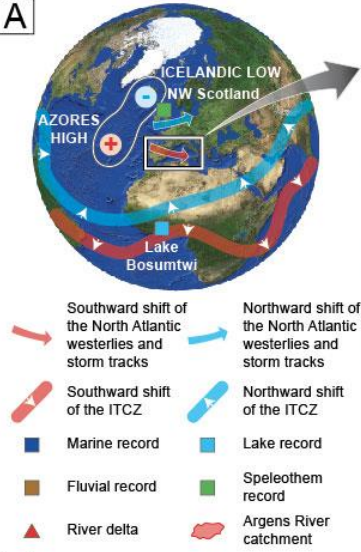 A
ICELANDIC LOW
-
NW Scotland
AZORES
HIGH
+
Lake
Bosumtwi
Southward shift of
the North Atlantic
westerlies and
storm tracks
Northward shift of
the North Atlantic
westerlies and
storm tracks
Southward shift
of the ITCZ
Northward shift
of the ITCZ
Marine record
Lake record
Fluvial record
Speleothem
record
River delta
Argens River
catchment